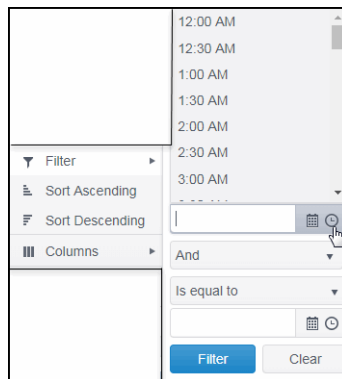 12:00 AM
12:30 AM
1:00 AM
1:30 AM
2:00 AM
2:30 AM
3:00 AM
Filter
Sort Ascending
Sort Descending
Columns
And
Is equal to
Filter Clear